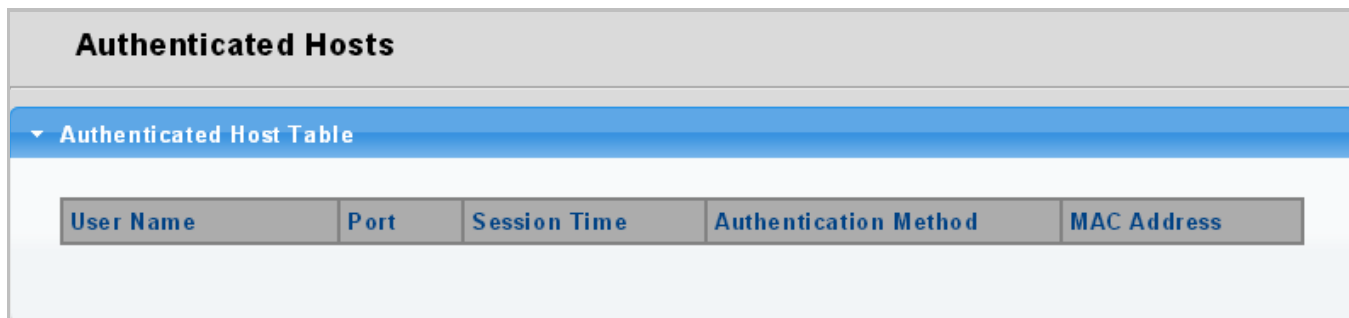 Authenticated Hosts
Authenticated Host Table
User Name Port Session Time Authentication Method MAC Address